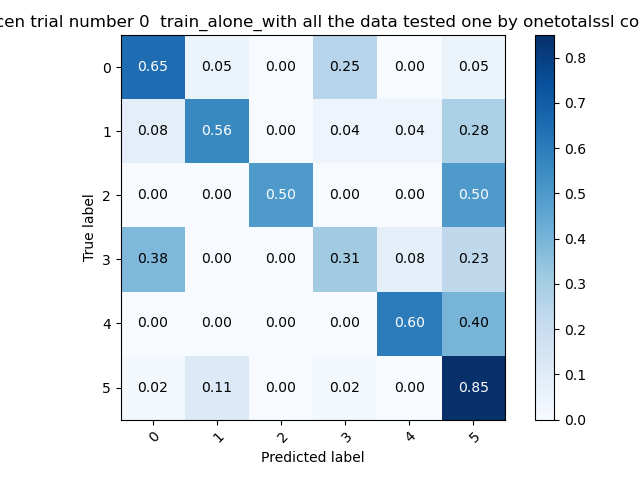 cen trial number 0 train_alone_with all the data tested one by onetotalssl co
0 0.65 0.05 0.00 0.25 0.00 0.05
1 0.08 0.56 0.00 0.04 0.04 0.28
2 0.00 0.00 0.50 0.00 0.00 0.50
3 0.38 0.00 0.00 0.31 0.08 0.23
4 0.00 0.00 0.00 0.00 0.60 0.40
5 0.02 0.11 0.00 0.02 0.00 0.85
0 1 2 3 4 5
True label
Predicted label
0.8
0.7
0.6
0.5
0.4
0.3
0.2
0.1
0.0